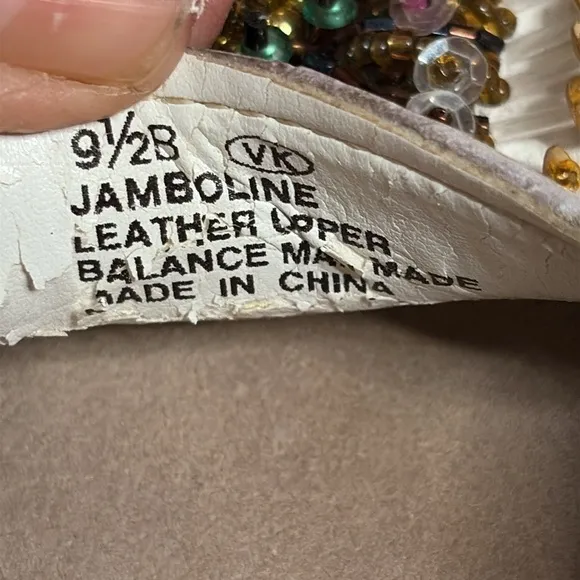 9½B VK
JAMBOLINE
LEATHER UPPER
BALANCE MAN MADE
MADE IN CHINA